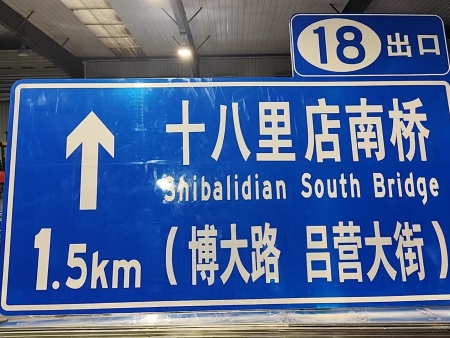 18 出口
十八里店南桥
Shibalidian South Bridge
1.5km (博大路 吕营大街)